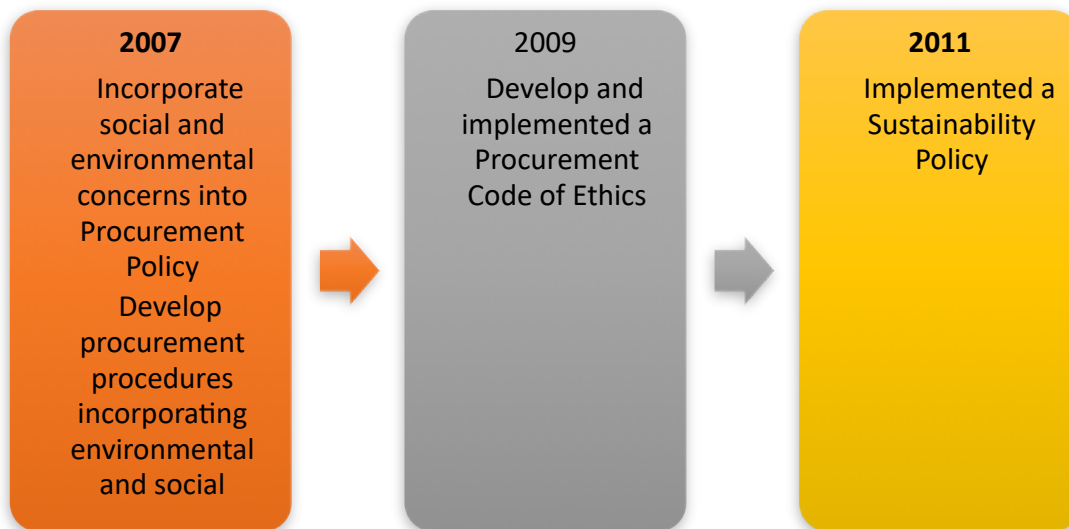 2007
Incorporate
social and
environmental
concerns into
Procurement
Policy
Develop
procurement
procedures
incorporating
environmental
and social
2009
Develop and
implemented a
Procurement
Code of Ethics
2011
Implemented a
Sustainability
Policy